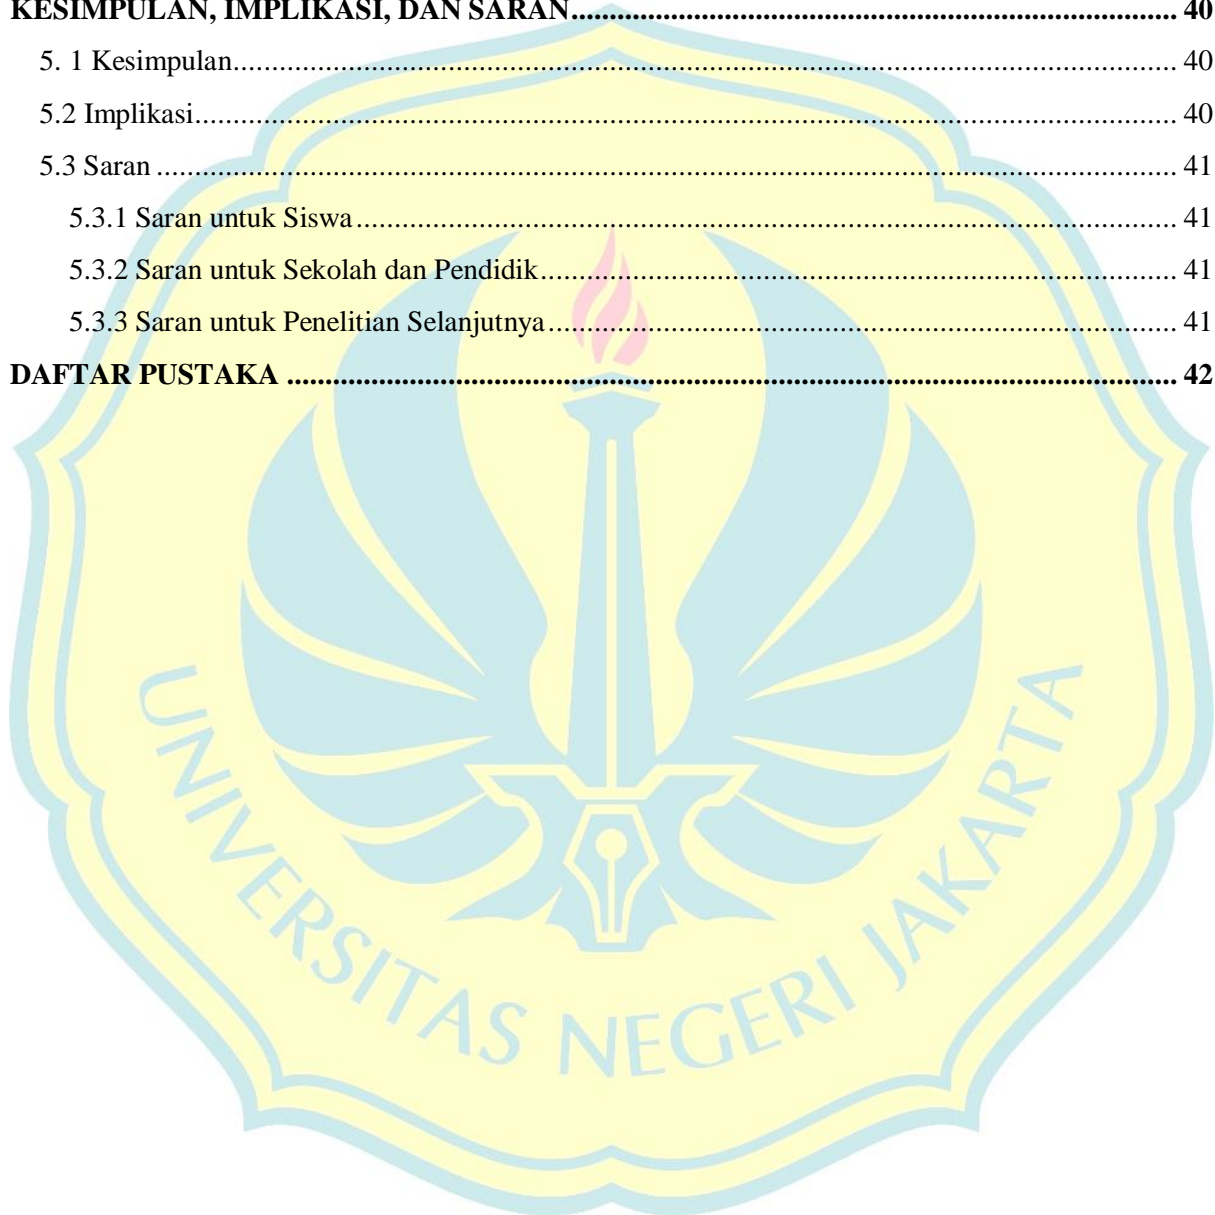 KESIMPULAN, IMPLIKASI, DAN SARAN............................................................................... 40
5. 1 Kesimpulan............................................................................................................................ 40
5.2 Implikasi................................................................................................................................. 40
5.3 Saran ...................................................................................................................................... 41
5.3.1 Saran untuk Siswa........................................................................................................... 41
5.3.2 Saran untuk Sekolah dan Pendidik................................................................................... 41
5.3.3 Saran untuk Penelitian Selanjutnya.................................................................................. 41
DAFTAR PUSTAKA .................................................................................................................... 42
UNIVERSITAS NEGERI JAKARTA